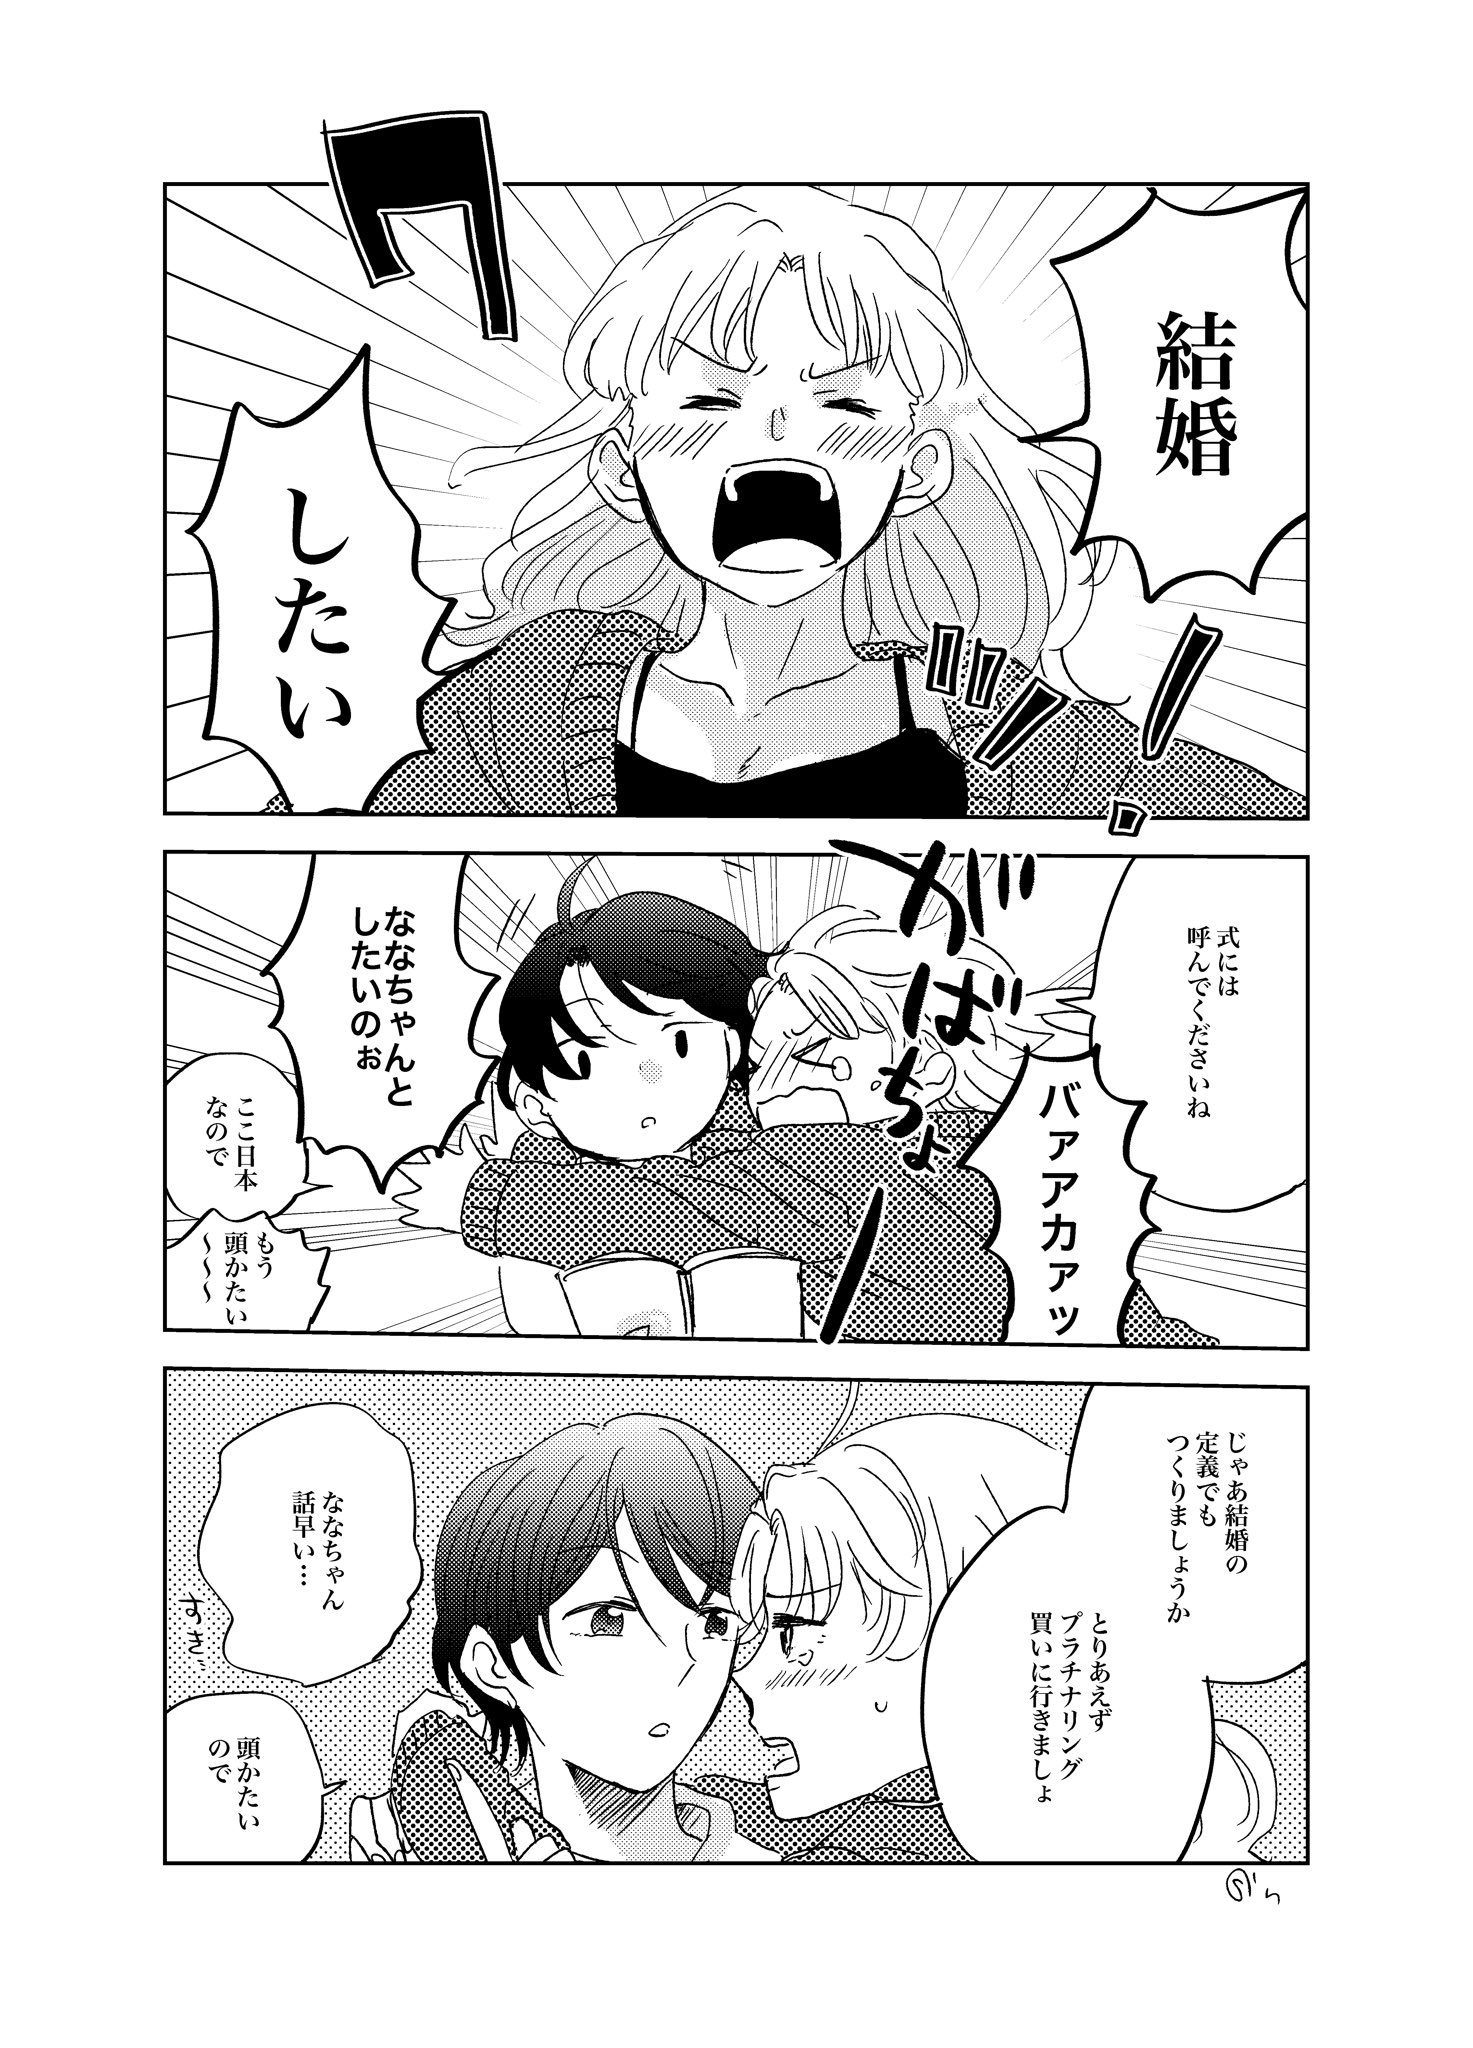 結婚
したい
ワ
!!
!!
!
式には
呼んでくださいね
バァアカァッ
がばちょ
ッ
ななちゃんと
したいのぉ
ここ日本
なので
もう
頭かたい
~~~
じゃあ結婚の
定義でも
つくりましょうか
とりあえず
プラチナリング
買いに行きましょ
ななちゃん
話早い…
すき…
頭かたい
ので